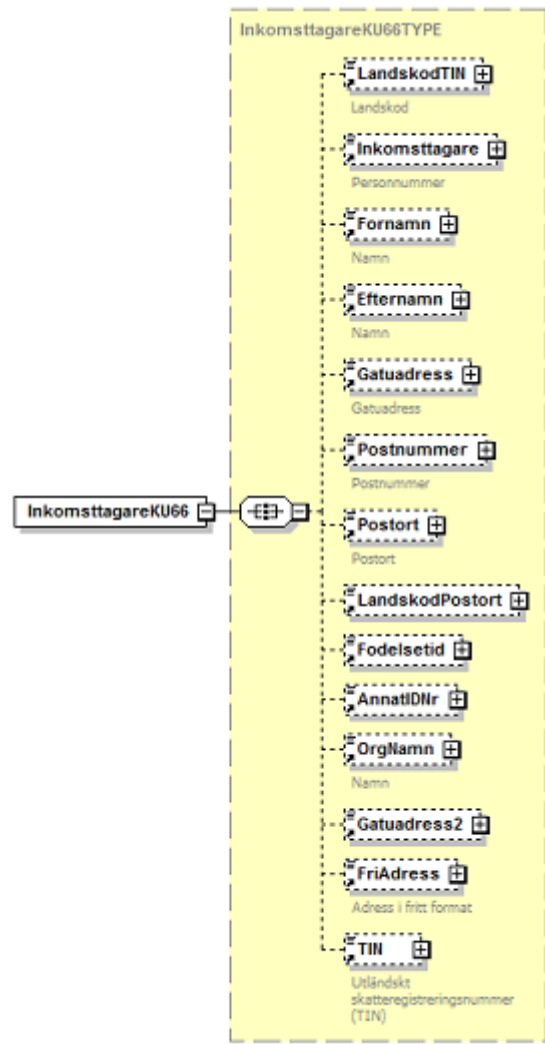 InkomsttagareKU66TYPE
LandskodTIN
Landskod
Inkomsttagare
Personnummer
Fornamn
Namn
Efternamn
Namn
Gatuadress
Gatuadress
Postnummer
Postnummer
InkomsttagareKU66
Postort
Postort
LandskodPostort
Fodelsetid
AnnatIDNr
OrgNamn
Namn
Gatuadress2
FriAdress
Adress i fritt format
TIN
Utländskt
skatteregistreringsnummer
(TIN)